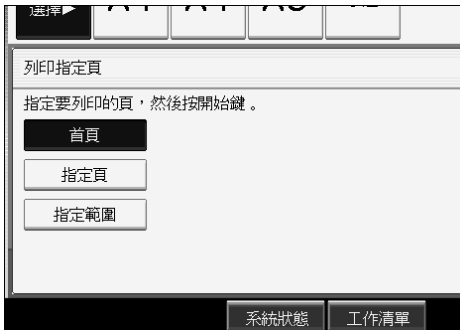 選擇▶
列印指定頁
指定要列印的頁，然後按開始鍵。
首頁
指定頁
指定範圍
系統狀態 工作清單